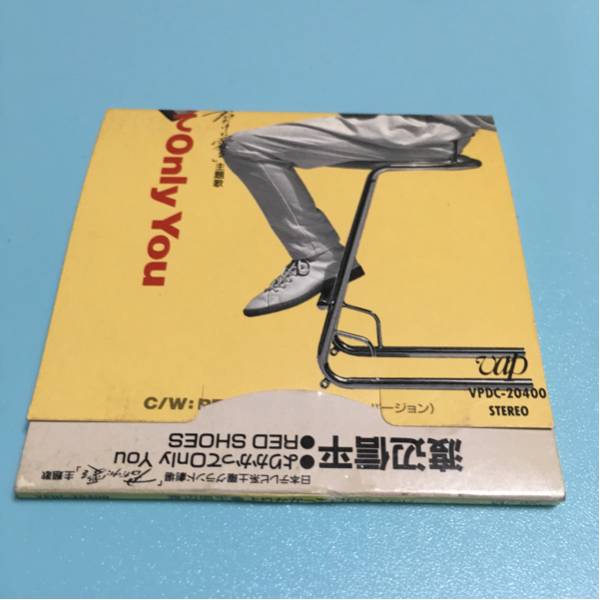 Only You
主題歌
C/W:RE
ージョン)
vap
VPDC-20400
STEREO
渡辺信平
●よりかかってOnly You
●RED SHOES
日本テレビ系土曜グランド劇場
主題歌